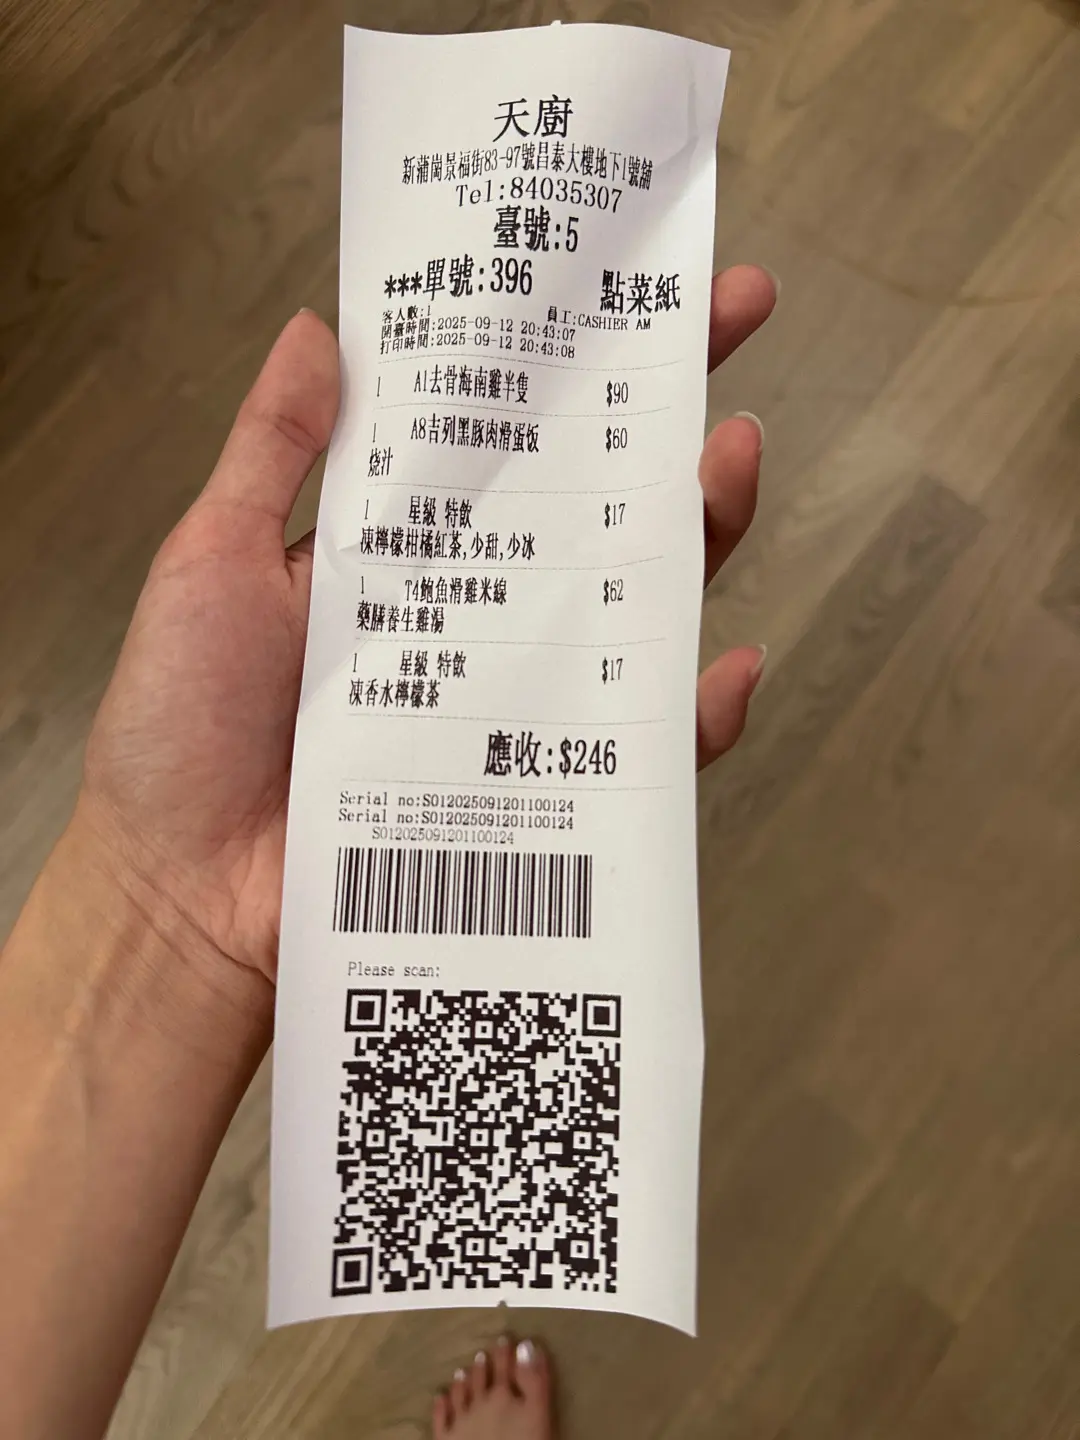 天廚
新蒲崗景福街83-97號昌泰大樓地下1號舖
Tel:84035307
臺號:5
***單號:396 點菜紙
客人數:1 員工:CASHIER AM
開臺時間:2025-09-12 20:43:07
打印時間:2025-09-12 20:43:08
1 A1去骨海南雞半隻 $90
1 A8吉列黑豚肉滑蛋飯 $60
烧汁
1 星級 特飲 $17
凍檸檬柑橘紅茶,少甜,少冰
1 T4鮑魚滑雞米線 $62
藥膳養生雞湯
1 星級 特飲 $17
凍香水檸檬茶
應收:$246
Serial no:S012025091201100124
Serial no:S012025091201100124
S012025091201100124
Please scan: